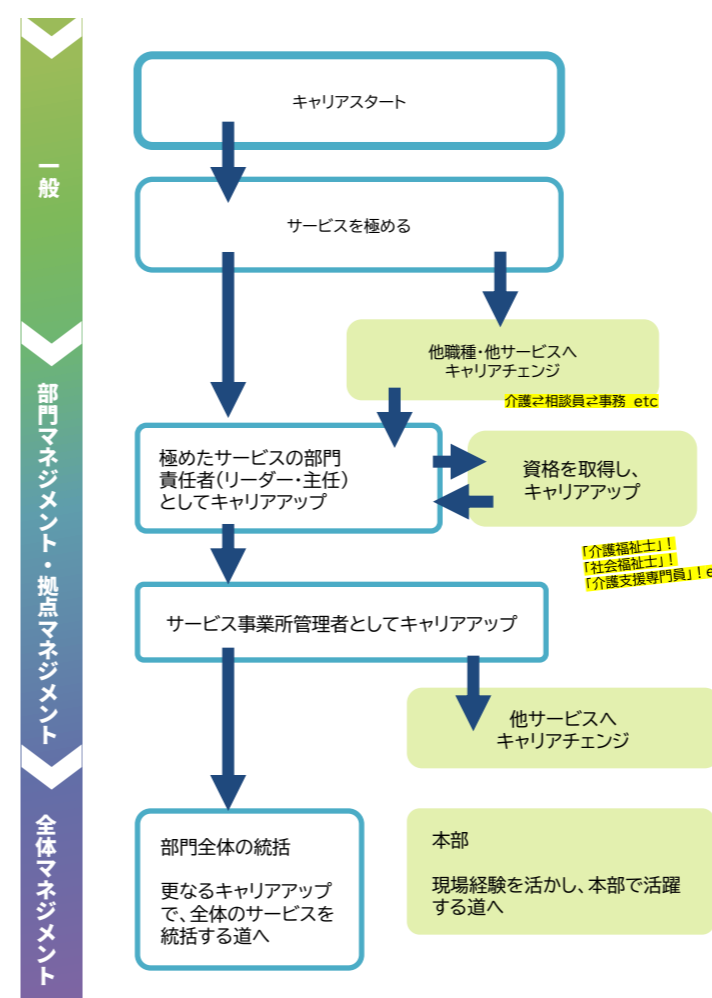 一般
キャリアスタート
サービスを極める
他職種・他サービスへ
キャリアチェンジ
介護⇄相談員⇄事務 etc
部門マネジメント・拠点マネジメント
極めたサービスの部門
責任者(リーダー・主任)
としてキャリアアップ
資格を取得し、
キャリアアップ
「介護福祉士」!
「社会福祉士」!
「介護支援専門員」!e
サービス事業所管理者としてキャリアアップ
他サービスへ
キャリアチェンジ
全体マネジメント
部門全体の統括
更なるキャリアアップ
で、全体のサービスを
統括する道へ
本部
現場経験を活かし、本部で活躍
する道へ